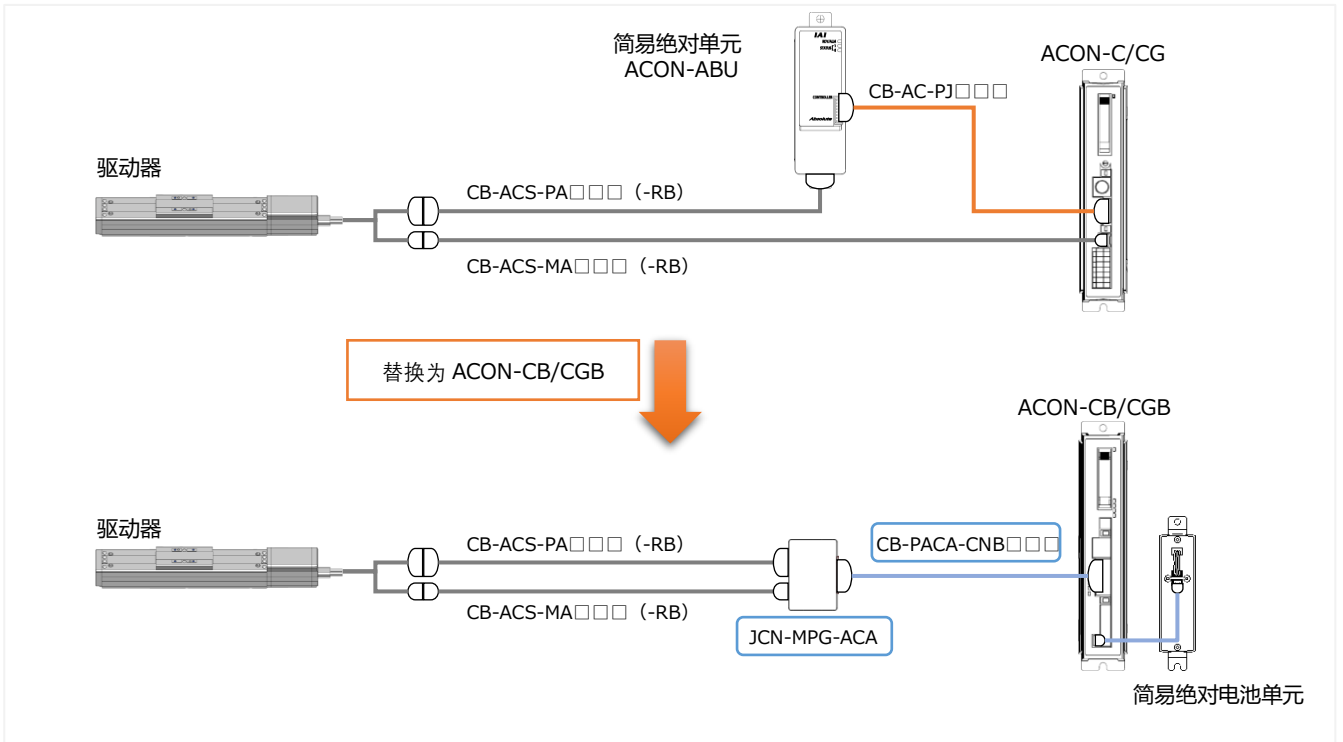 简易绝对单元
ACON-ABU
ACON-C/CG
IAI
CB-AC-PJ□□□
CONTROLLER
Absolute
驱动器
CB-ACS-PA□□□（-RB）
CB-ACS-MA□□□（-RB）
替换为 ACON-CB/CGB
ACON-CB/CGB
驱动器
CB-ACS-PA□□□（-RB）
CB-PACA-CNB□□□
CB-ACS-MA□□□（-RB）
JCN-MPG-ACA
简易绝对电池单元